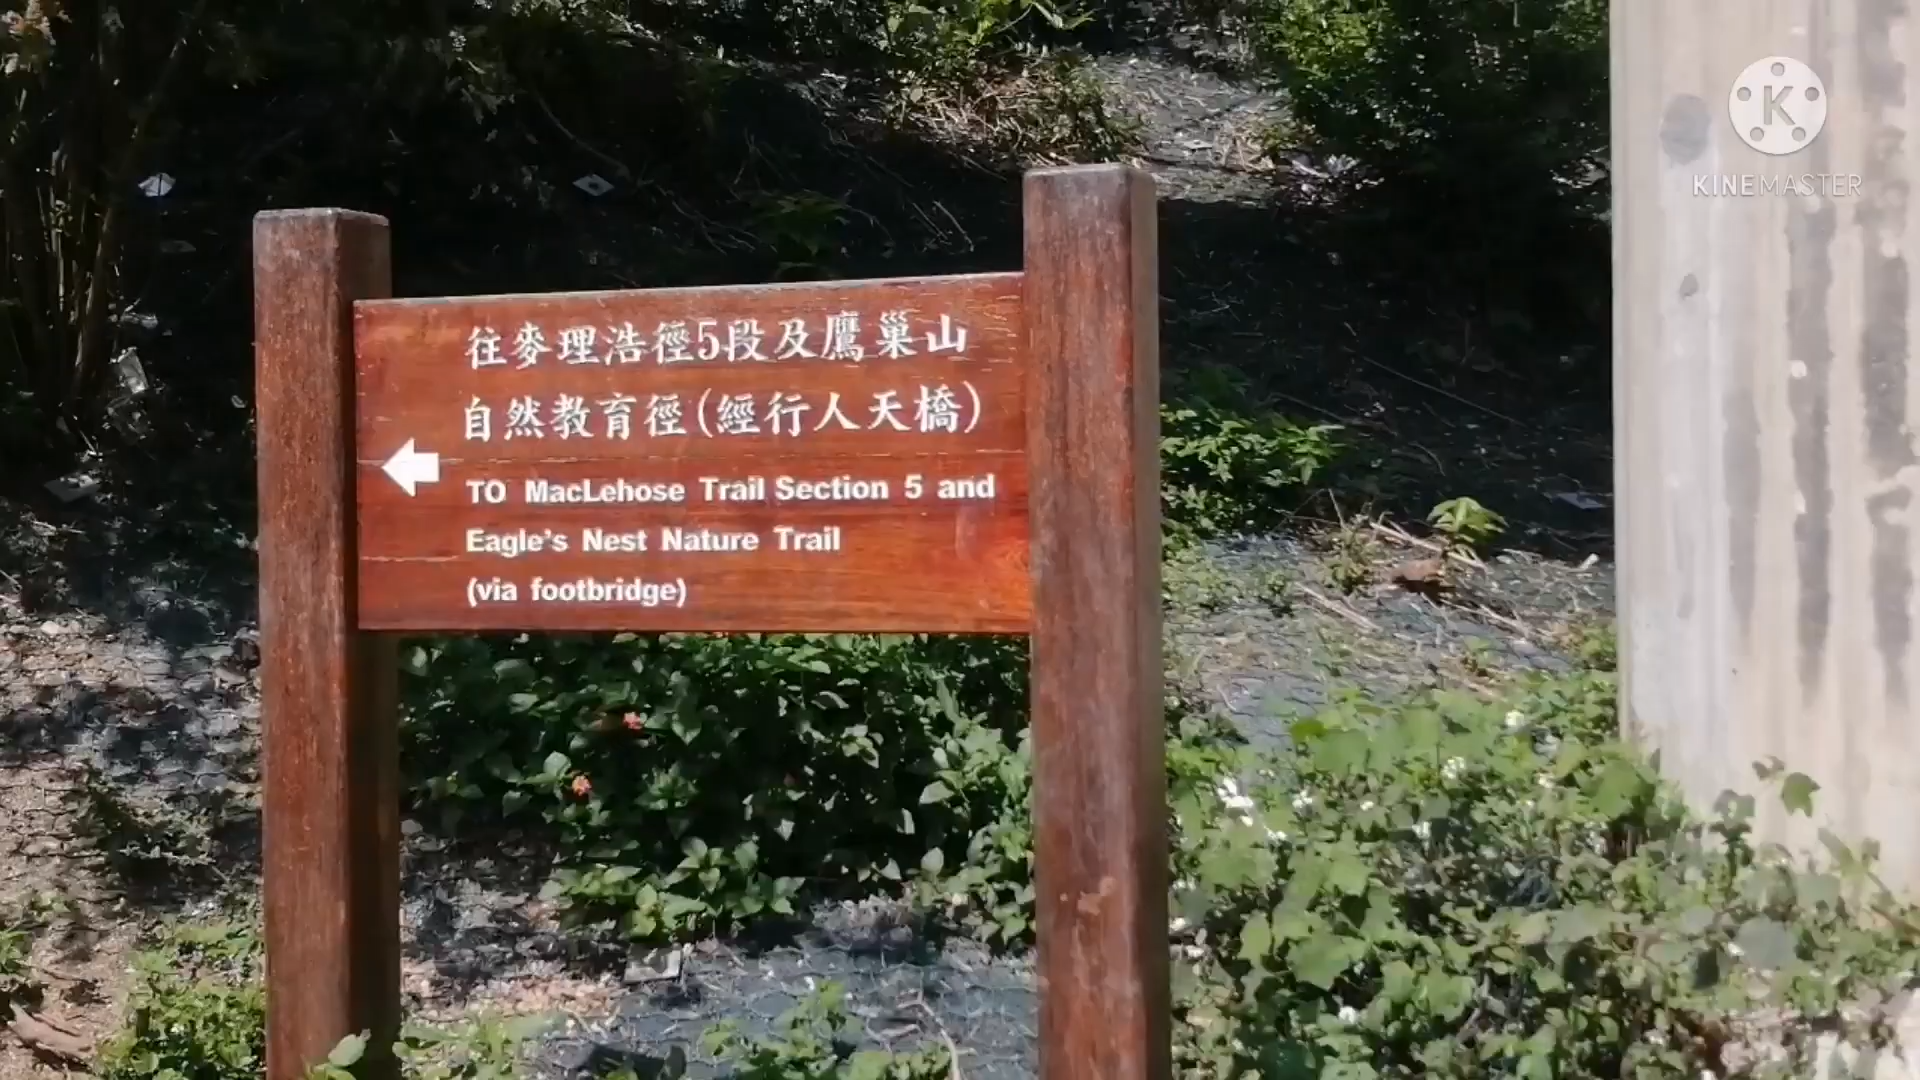 往麥理浩徑5段及鷹巢山
自然教育徑(經行人天橋)
TO MacLehose Trail Section 5 and
Eagle's Nest Nature Trail
(via footbridge)
K
KINEMASTER